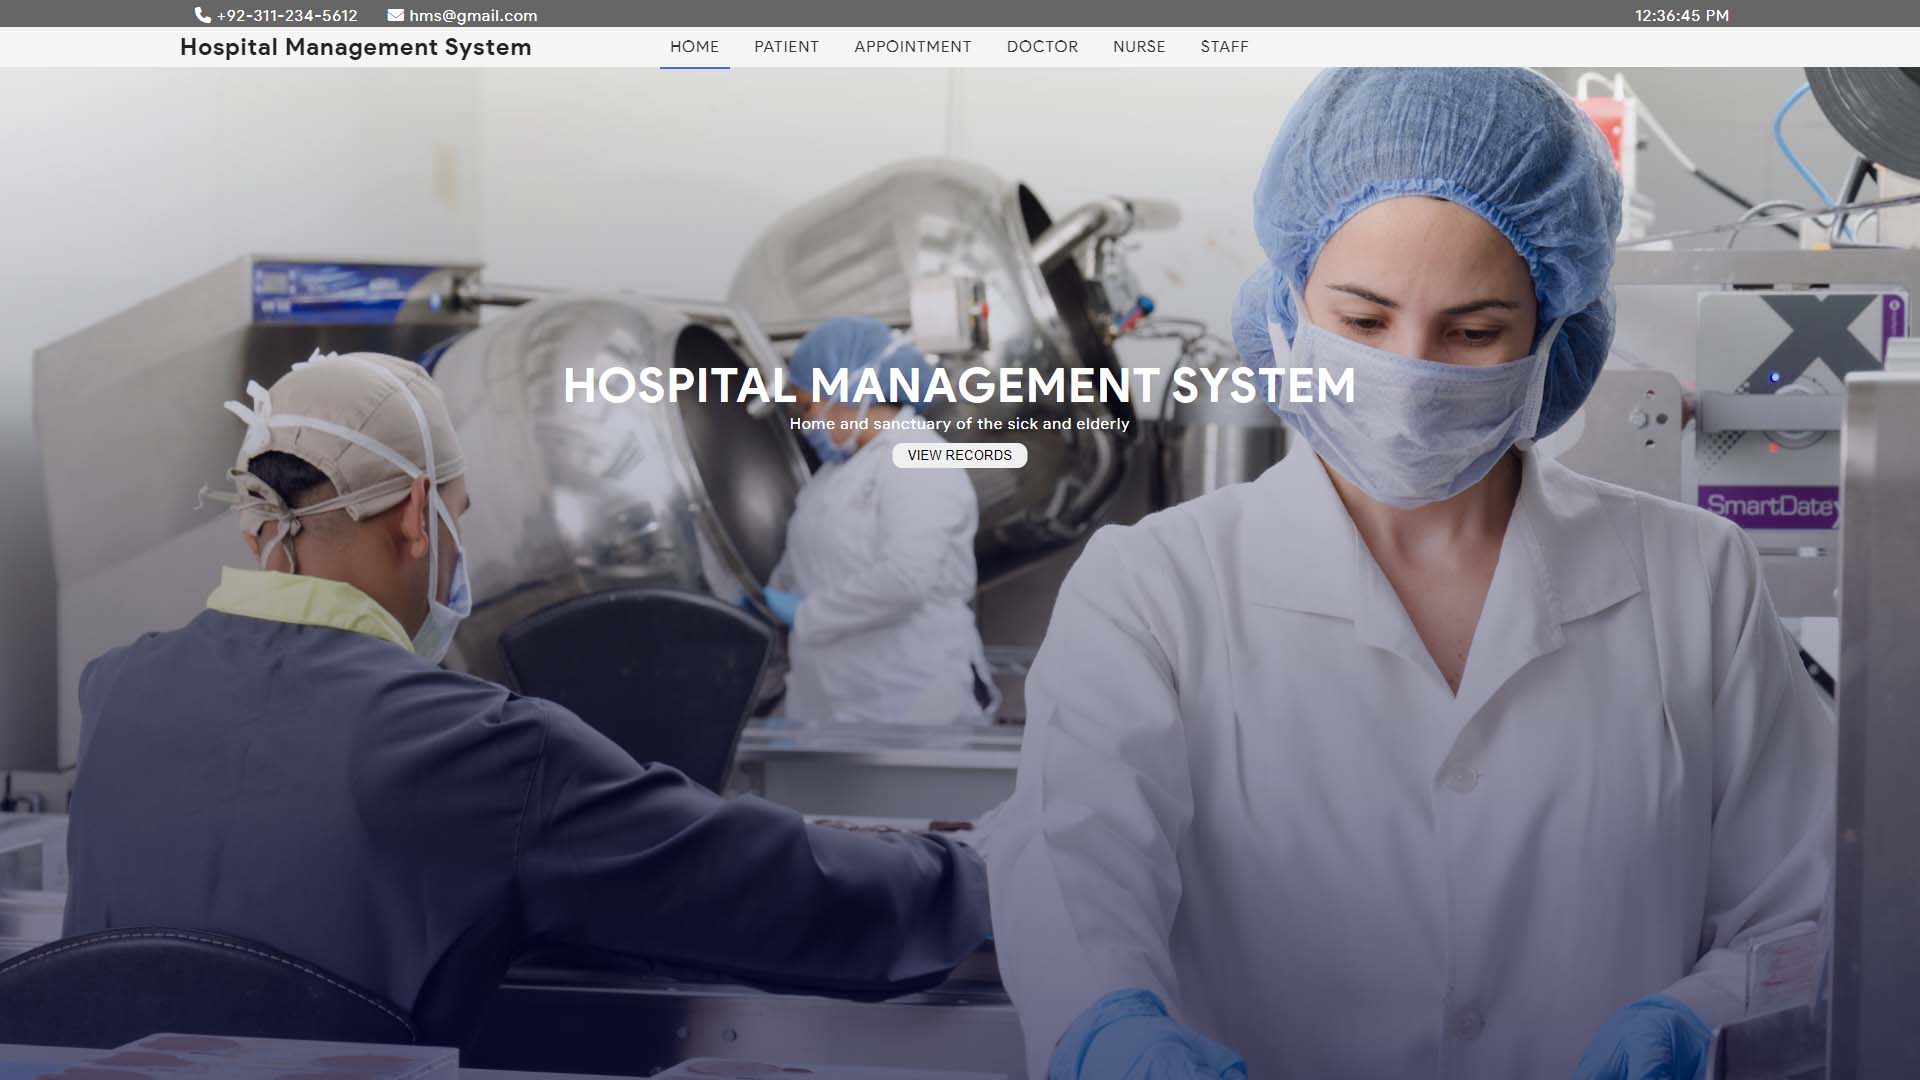 +92-311-234-5612 hms@gmail.com 12:36:45 PM
Hospital Management System HOME PATIENT APPOINTMENT DOCTOR NURSE STAFF
HOSPITAL MANAGEMENT SYSTEM
Home and sanctuary of the sick and elderly
VIEW RECORDS
SmartDate